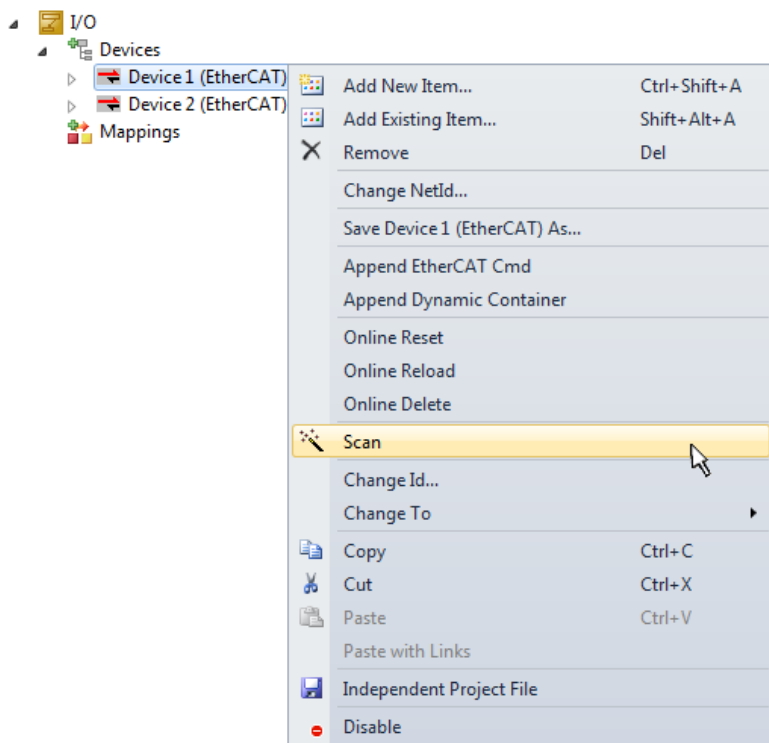 I/O
Devices
Device 1 (EtherCAT)
Device 2 (EtherCAT)
Mappings
Add New Item... Ctrl+Shift+A
Add Existing Item... Shift+Alt+A
Remove Del
Change NetId...
Save Device 1 (EtherCAT) As...
Append EtherCAT Cmd
Append Dynamic Container
Online Reset
Online Reload
Online Delete
Scan
Change Id...
Change To
Copy Ctrl+C
Cut Ctrl+X
Paste Ctrl+V
Paste with Links
Independent Project File
Disable